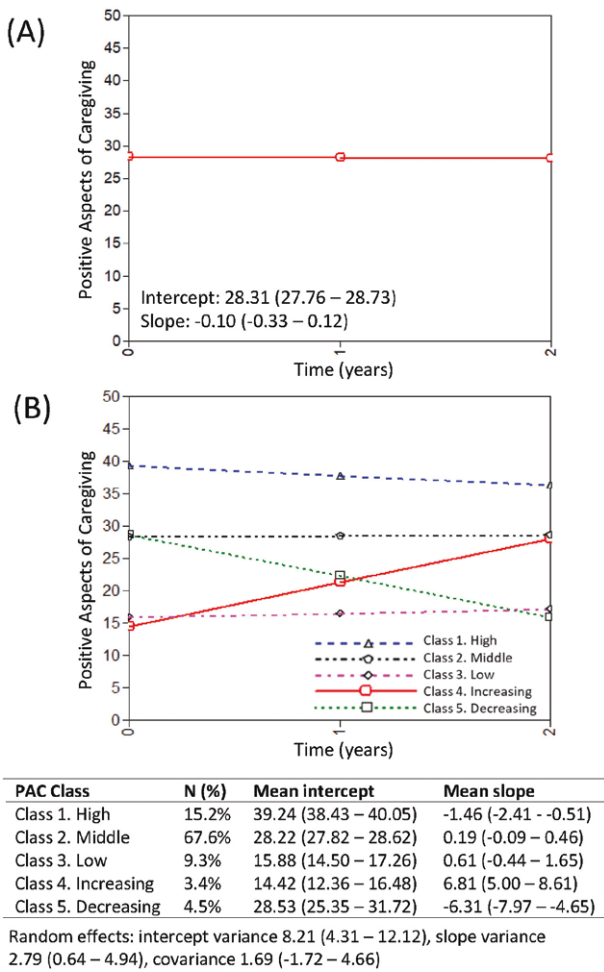 (A)
Positive Aspects of Caregiving
50
45
40
35
30
25
20
15
10
5
0
Intercept: 28.31 (27.76 – 28.73)
Slope: -0.10 (-0.33 – 0.12)
0 1 2
Time (years)
(B)
Positive Aspects of Caregiving
50
45
40
35
30
25
20
15
10
5
0
Class 1. High
Class 2. Middle
Class 3. Low
Class 4. Increasing
Class 5. Decreasing
0 1 2
Time (years)
PAC Class N (%) Mean intercept Mean slope
Class 1. High 15.2% 39.24 (38.43 – 40.05) -1.46 (-2.41 - -0.51)
Class 2. Middle 67.6% 28.22 (27.82 – 28.62) 0.19 (-0.09 – 0.46)
Class 3. Low 9.3% 15.88 (14.50 – 17.26) 0.61 (-0.44 – 1.65)
Class 4. Increasing 3.4% 14.42 (12.36 – 16.48) 6.81 (5.00 – 8.61)
Class 5. Decreasing 4.5% 28.53 (25.35 – 31.72) -6.31 (-7.97 – -4.65)
Random effects: intercept variance 8.21 (4.31 – 12.12), slope variance
2.79 (0.64 – 4.94), covariance 1.69 (-1.72 – 4.66)